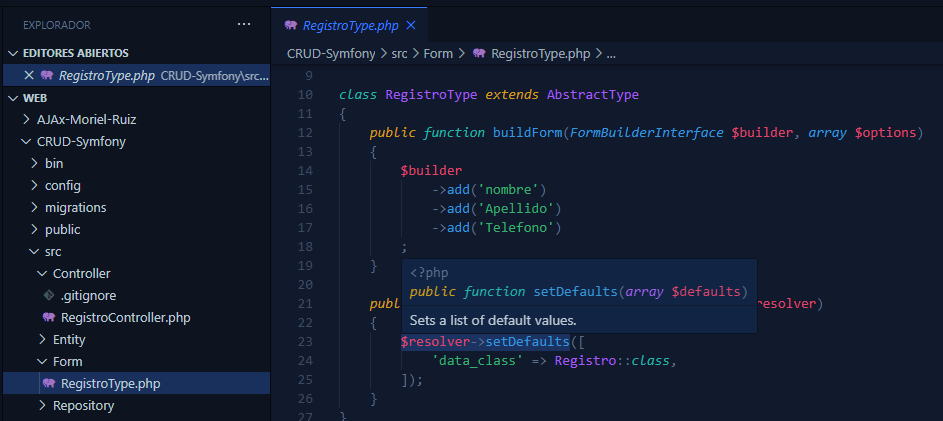 EXPLORADOR
...
EDITORES ABIERTOS
RegistroType.php CRUD-Symfony\src...
WEB
AJAx-Moriel-Ruiz
CRUD-Symfony
bin
config
migrations
public
src
Controller
.gitignore
RegistroController.php
Entity
Form
RegistroType.php
Repository
RegistroType.php
CRUD-Symfony > src > Form > RegistroType.php > ...
9
10 class RegistroType extends AbstractType
11 {
12 public function buildForm(FormBuilderInterface $builder, array $options)
13 {
14 $builder
15 ->add('nombre')
16 ->add('Apellido')
17 ->add('Telefono')
18 ;
19 }
20
<?php
public function setDefaults(array $defaults)
Sets a list of default values.
21 pu resolver)
22 {
23 $resolver->setDefaults([
24 'data_class' => Registro::class,
25 ]);
26 }
27 }